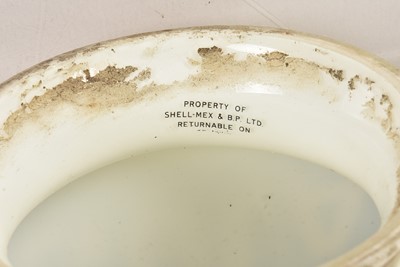 PROPERTY OF
SHELL-MEX & B.P. LTD.
RETURNABLE ON